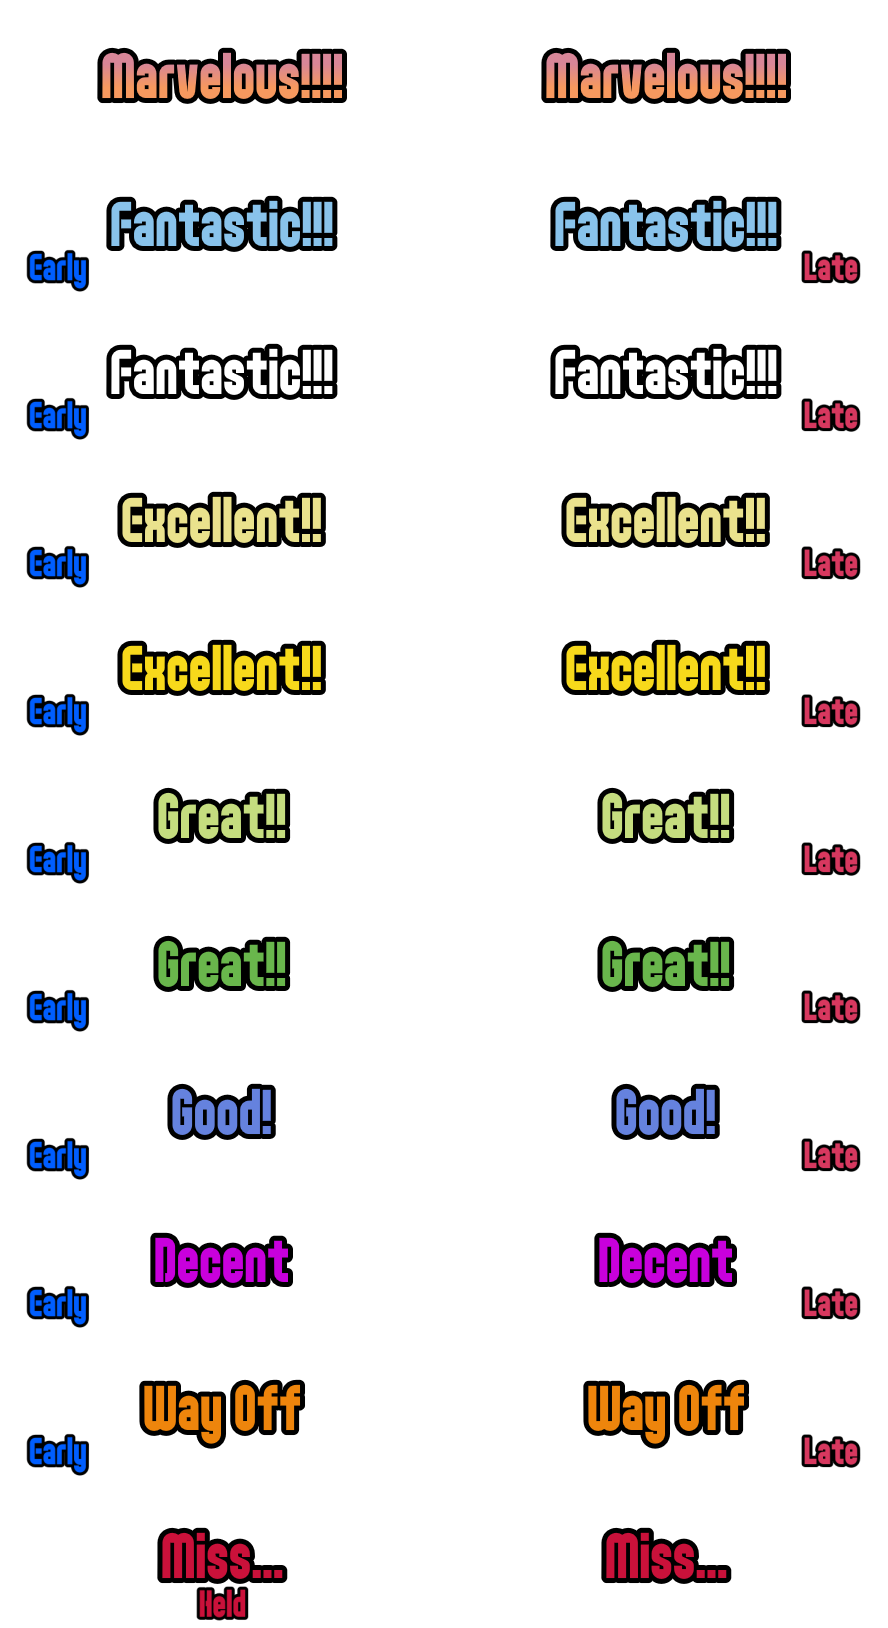 Marvelous!!!! Marvelous!!!!
Fantastic!!! Fantastic!!!
Early Late
Fantastic!!! Fantastic!!!
Early Late
Excellent!! Excellent!!
Early Late
Excellent!! Excellent!!
Early Late
Great!! Great!!
Early Late
Great!! Great!!
Early Late
Good! Good!
Early Late
Decent Decent
Early Late
Way Off Way Off
Early Late
Miss... Miss...
Held